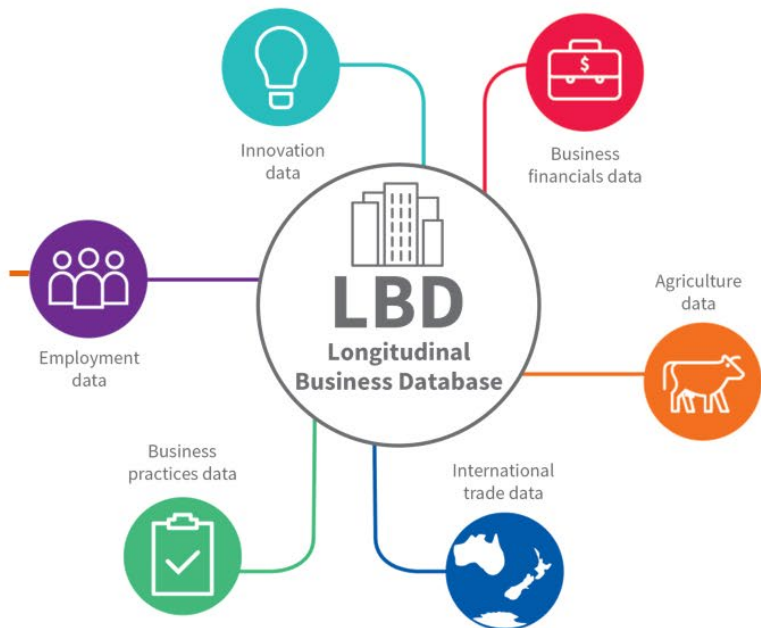 Innovation
data
$
Business
financials data
LBD
Longitudinal
Business Database
Agriculture
data
Employment
data
Business
practices data
International
trade data